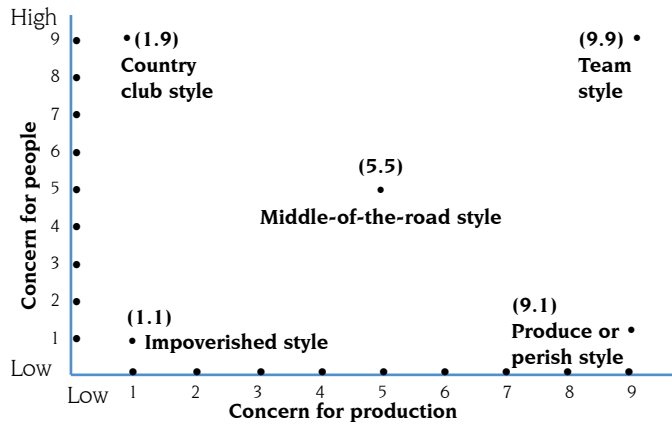 High
9
(1.9)
Country
club style
(9.9)
Team
style
8
7
6
5
4
3
2
1
Concern for people
(5.5)
Middle-of-the-road style
(1.1)
Impoverished style
(9.1)
Produce or
perish style
Low
Low
1 2 3 4 5 6 7 8 9
Concern for production